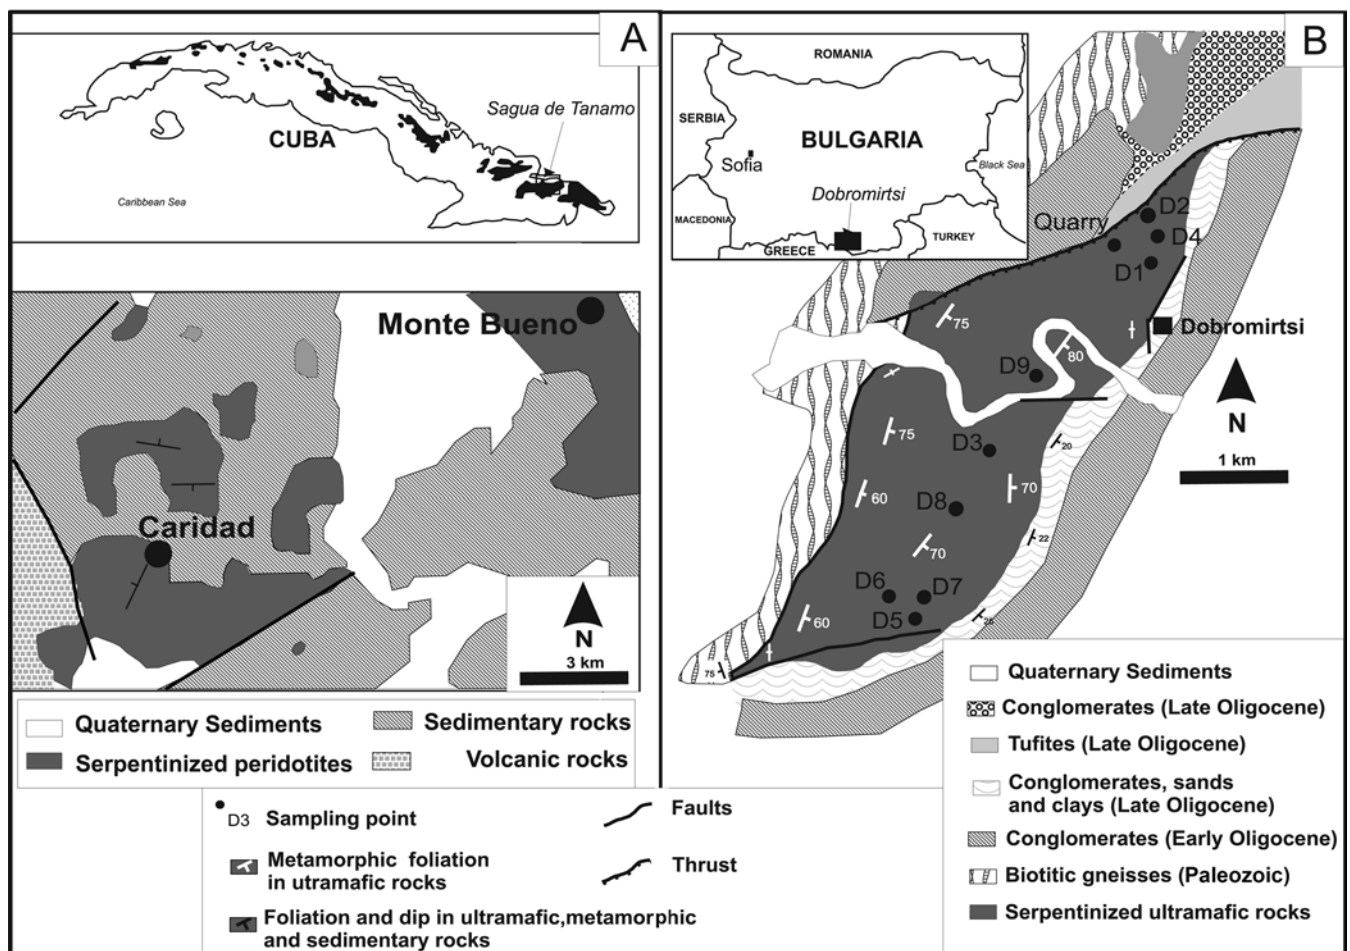 A
CUBA
Sagua de Tanamo
Caribbean Sea
Monte Bueno
Caridad
N
3 km
Quaternary Sediments
Sedimentary rocks
Serpentinized peridotites
Volcanic rocks
B
ROMANIA
SERBIA
BULGARIA
Sofia
Black Sea
Dobromirtsi
MACEDONIA
GREECE
TURKEY
D2
Quarry
D4
D1
75
Dobromirtsi
80
D9
N
75
D3
20
1 km
60
70
D8
22
70
D6
D7
D5
60
25
75
Quaternary Sediments
Conglomerates (Late Oligocene)
Tufites (Late Oligocene)
Conglomerates, sands
and clays (Late Oligocene)
Conglomerates (Early Oligocene)
Biotitic gneisses (Paleozoic)
Serpentinized ultramafic rocks
D3 Sampling point
Faults
Metamorphic foliation
in utramafic rocks
Thrust
Foliation and dip in ultramafic,metamorphic
and sedimentary rocks